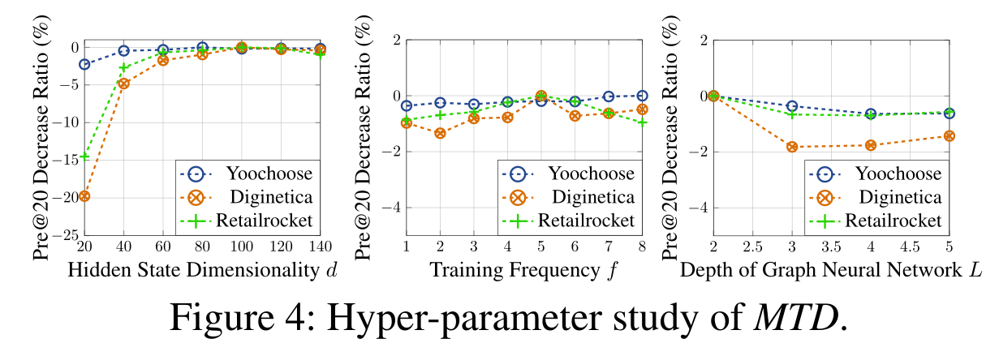 Pre@20 Decrease Ratio (%)
0
−5
−10
−15
−20
−25
20 40 60 80 100 120 140
Hidden State Dimensionality d
Yoochoose
Diginetica
Retailrocket
Pre@20 Decrease Ratio (%)
2
0
−2
−4
1 2 3 4 5 6 7 8
Training Frequency f
Yoochoose
Diginetica
Retailrocket
Pre@20 Decrease Ratio (%)
2
0
−2
−4
2 2.5 3 3.5 4 4.5 5
Depth of Graph Neural Network L
Yoochoose
Diginetica
Retailrocket
Figure 4: Hyper-parameter study of MTD.